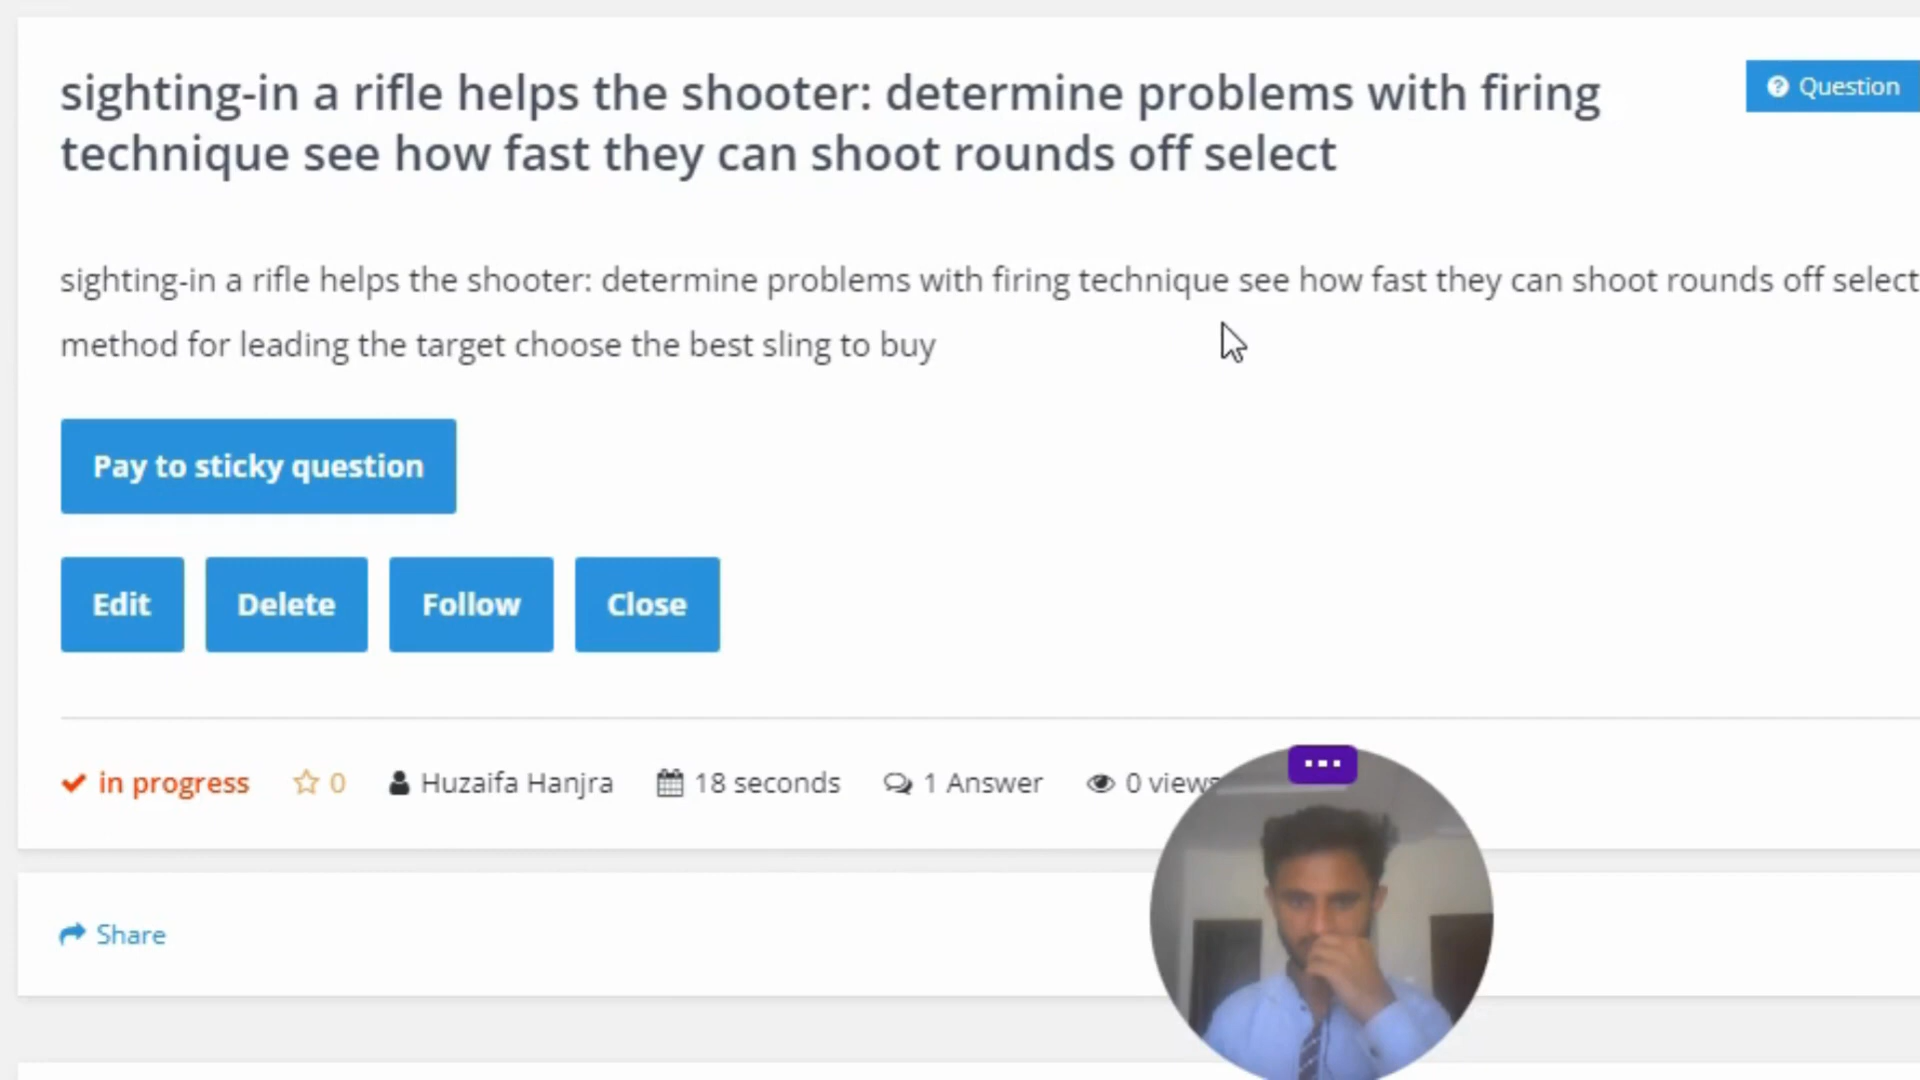 sighting-in a rifle helps the shooter: determine problems with firing
technique see how fast they can shoot rounds off select
Question
sighting-in a rifle helps the shooter: determine problems with firing technique see how fast they can shoot rounds off select
method for leading the target choose the best sling to buy
Pay to sticky question
Edit Delete Follow Close
in progress 0 Huzaifa Hanjra 18 seconds 1 Answer 0 views
Share